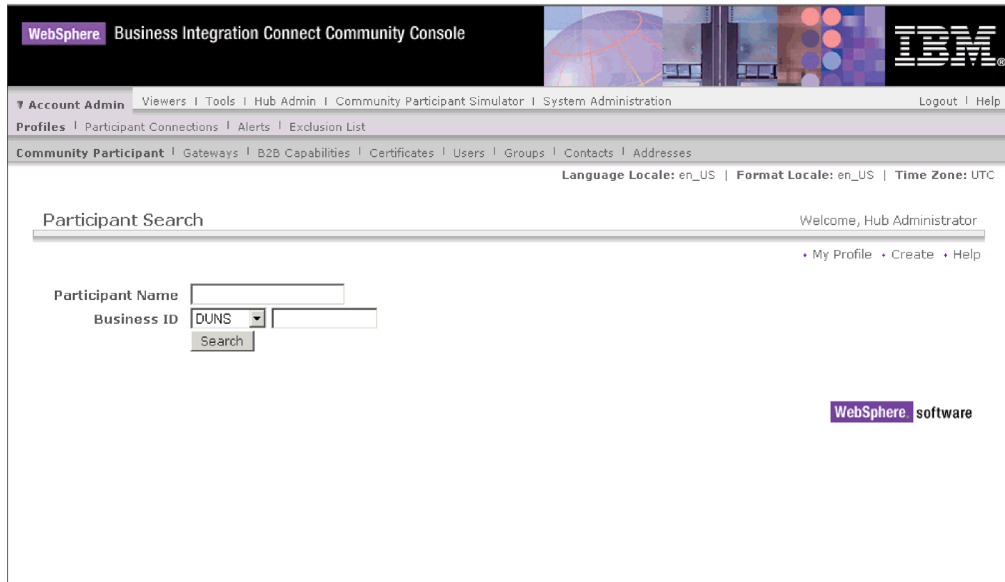 WebSphere Business Integration Connect Community Console
IBM®
Account Admin Viewers | Tools | Hub Admin | Community Participant Simulator | System Administration Logout | Help
Profiles | Participant Connections | Alerts | Exclusion List
Community Participant | Gateways | B2B Capabilities | Certificates | Users | Groups | Contacts | Addresses
Language Locale: en_US | Format Locale: en_US | Time Zone: UTC
Participant Search Welcome, Hub Administrator
My Profile Create Help
Participant Name
Business ID DUNS
Search
WebSphere. software